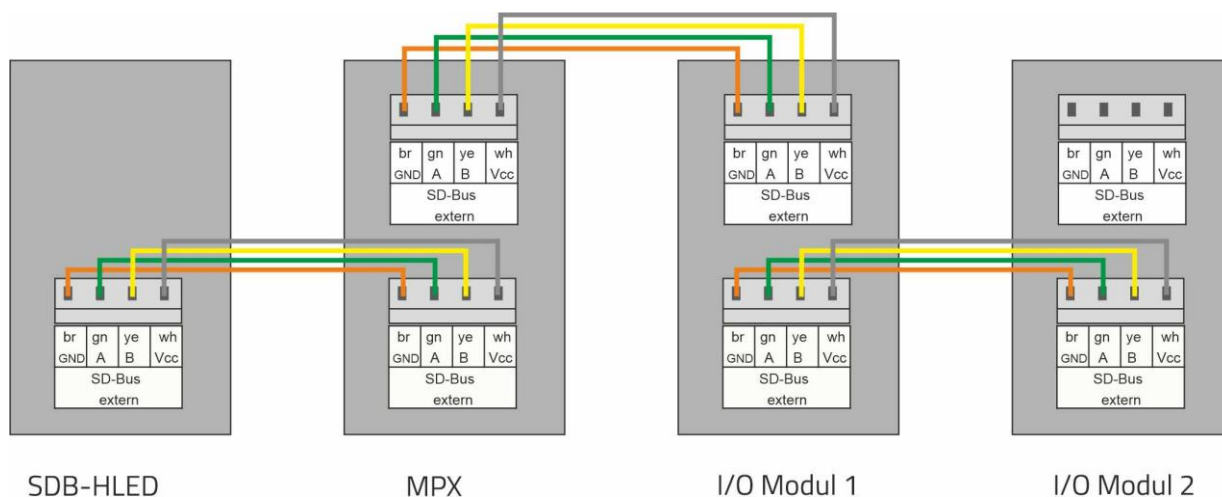 br gn ye wh
GND A B Vcc
SD-Bus
extern
br gn ye wh
GND A B Vcc
SD-Bus
extern
br gn ye wh
GND A B Vcc
SD-Bus
extern
br gn ye wh
GND A B Vcc
SD-Bus
extern
br gn ye wh
GND A B Vcc
SD-Bus
extern
br gn ye wh
GND A B Vcc
SD-Bus
extern
br gn ye wh
GND A B Vcc
SD-Bus
extern
SDB-HLED
MPX
I/O Modul 1
I/O Modul 2